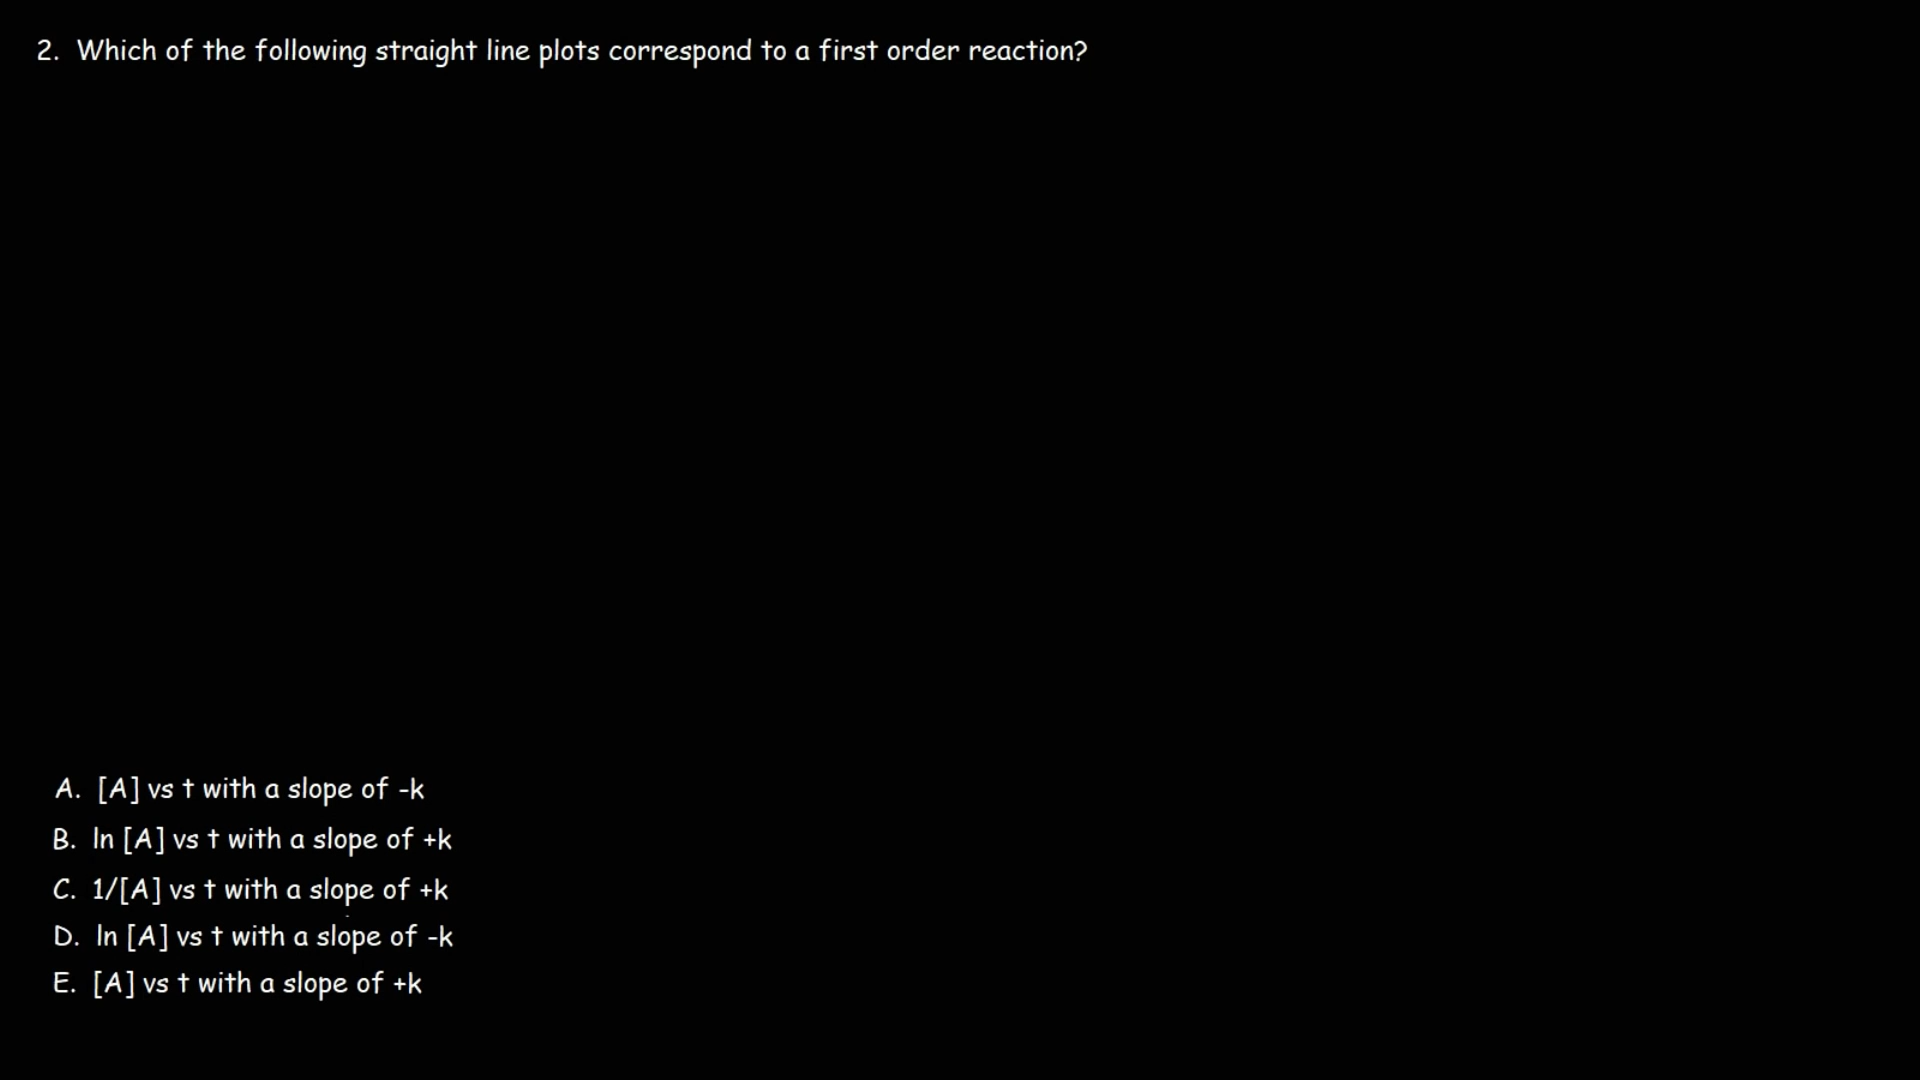 2. Which of the following straight line plots correspond to a first order reaction?
A. [A] vs t with a slope of -k
B. ln [A] vs t with a slope of +k
C. 1/[A] vs t with a slope of +k
D. ln [A] vs t with a slope of -k
E. [A] vs t with a slope of +k